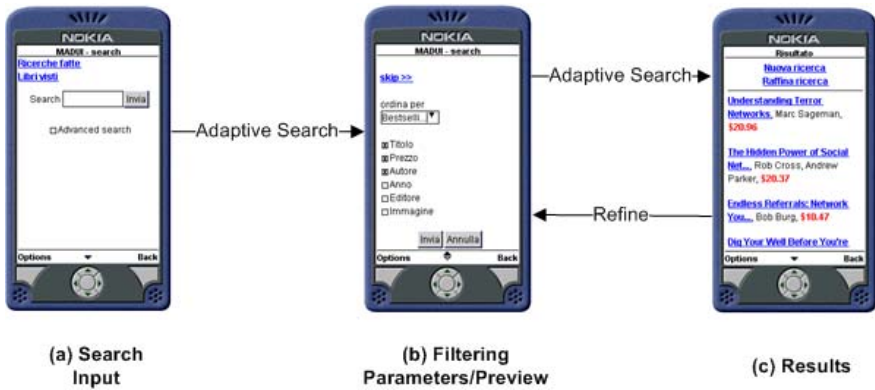 NOKIA
MADUI - search
Ricerche fatte
Libri visti
Search Invia
Advanced search
Options Back
Adaptive Search
NOKIA
MADUI - search
skip >>
ordina per
Bestselli...
Titolo
Prezzo
Autore
Anno
Editore
Immagine
Invia Annulla
Options Back
Adaptive Search
Refine
NOKIA
Risultato
Nuova ricerca
Raffina ricerca
Understanding Terror
Networks, Marc Sageman,
$20.96
The Hidden Power of Social
Net..., Rob Cross, Andrew
Parker, $20.37
Endless Referrals: Network
You..., Bob Burg, $10.47
Dig Your Well Before You're
Options Back
(a) Search
Input
(b) Filtering
Parameters/Preview
(c) Results